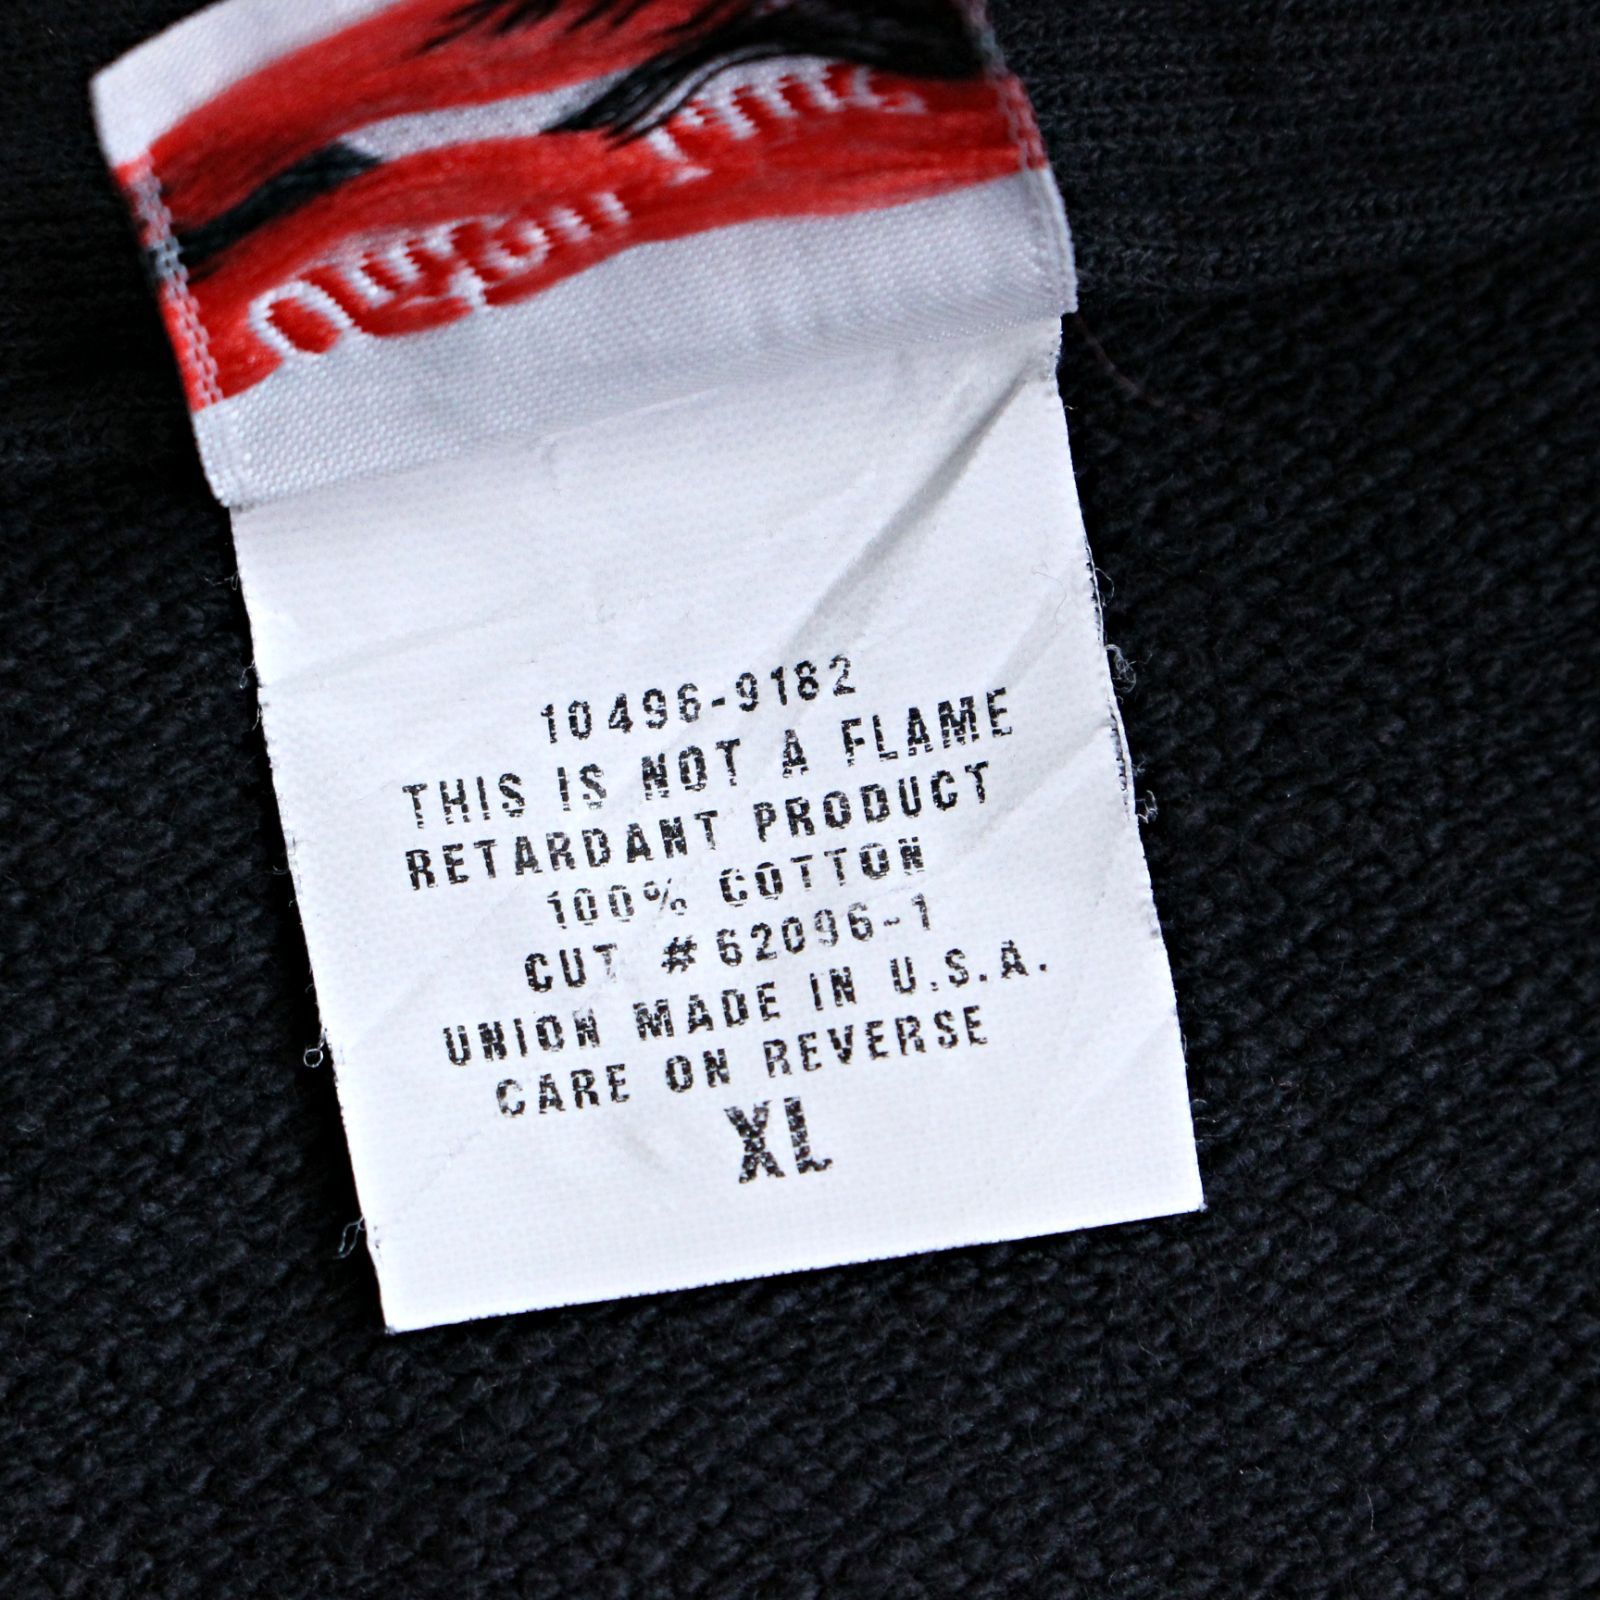 10496-9182
THIS IS NOT A FLAME
RETARDANT PRODUCT
100% COTTON
CUT #62096-1
UNION MADE IN U.S.A.
CARE ON REVERSE
XL